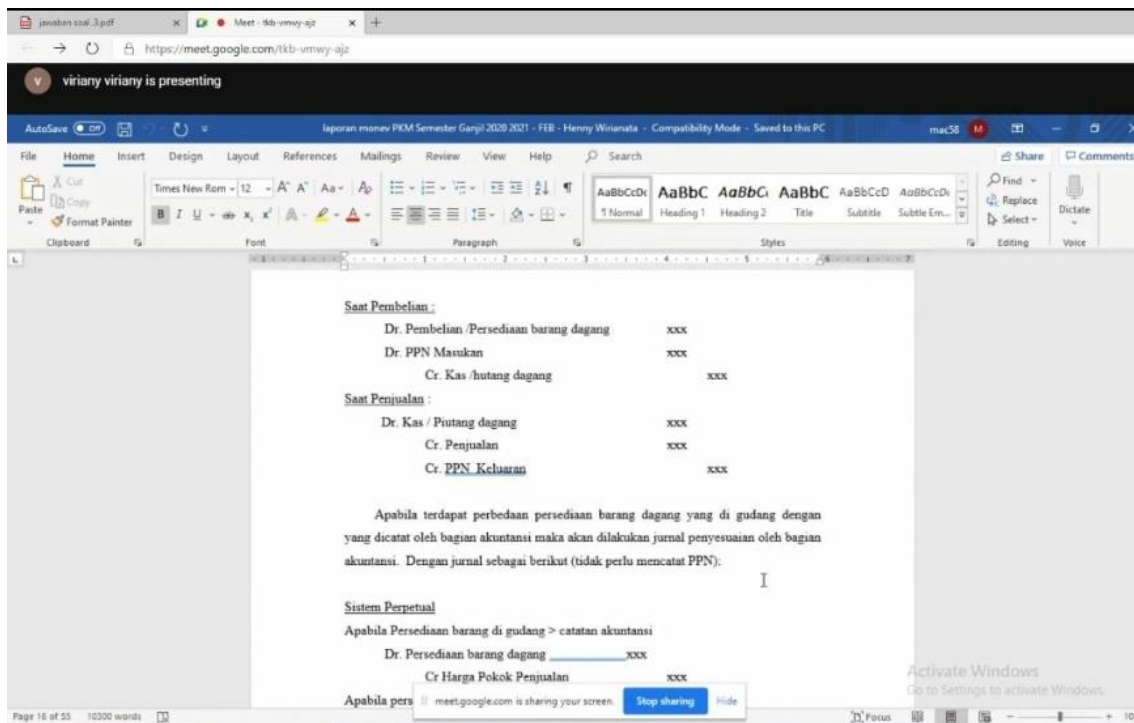 jawaban soal 3.pdf
Meet - tkb-vmwy-ajz
https://meet.google.com/tkb-vmwy-ajz
V viriany viriany is presenting
AutoSave Off laporan monev PKM Semester Ganjil 2020 2021 - FEB - Henny Wirianata - Compatibility Mode - Saved to this PC mac58 M
File Home Insert Design Layout References Mailings Review View Help Search Share Comments
Paste Cut Copy Format Painter
Times New Rom 12
AaBbCcDc AaBbC AaBbCc AaBbC AaBbCcD AaBbCcDc
¶ Normal Heading 1 Heading 2 Title Subtitle Subtle Em...
Find Replace Select Dictate
Clipboard Font Paragraph Styles Editing Voice
Saat Pembelian :
Dr. Pembelian /Persediaan barang dagang xxx
Dr. PPN Masukan xxx
Cr. Kas /hutang dagang xxx
Saat Penjualan :
Dr. Kas / Piutang dagang xxx
Cr. Penjualan xxx
Cr. PPN Keluaran xxx
Apabila terdapat perbedaan persediaan barang dagang yang di gudang dengan
yang dicatat oleh bagian akuntansi maka akan dilakukan jurnal penyesuaian oleh bagian
akuntansi. Dengan jurnal sebagai berikut (tidak perlu mencatat PPN):
Sistem Perpetual
Apabila Persediaan barang di gudang > catatan akuntansi
Dr. Persediaan barang dagang xxx
Cr Harga Pokok Penjualan xxx
Apabila pers
meet.google.com is sharing your screen. Stop sharing Hide
Activate Windows
Go to Settings to activate Windows.
Page 16 of 55 10300 words Focus